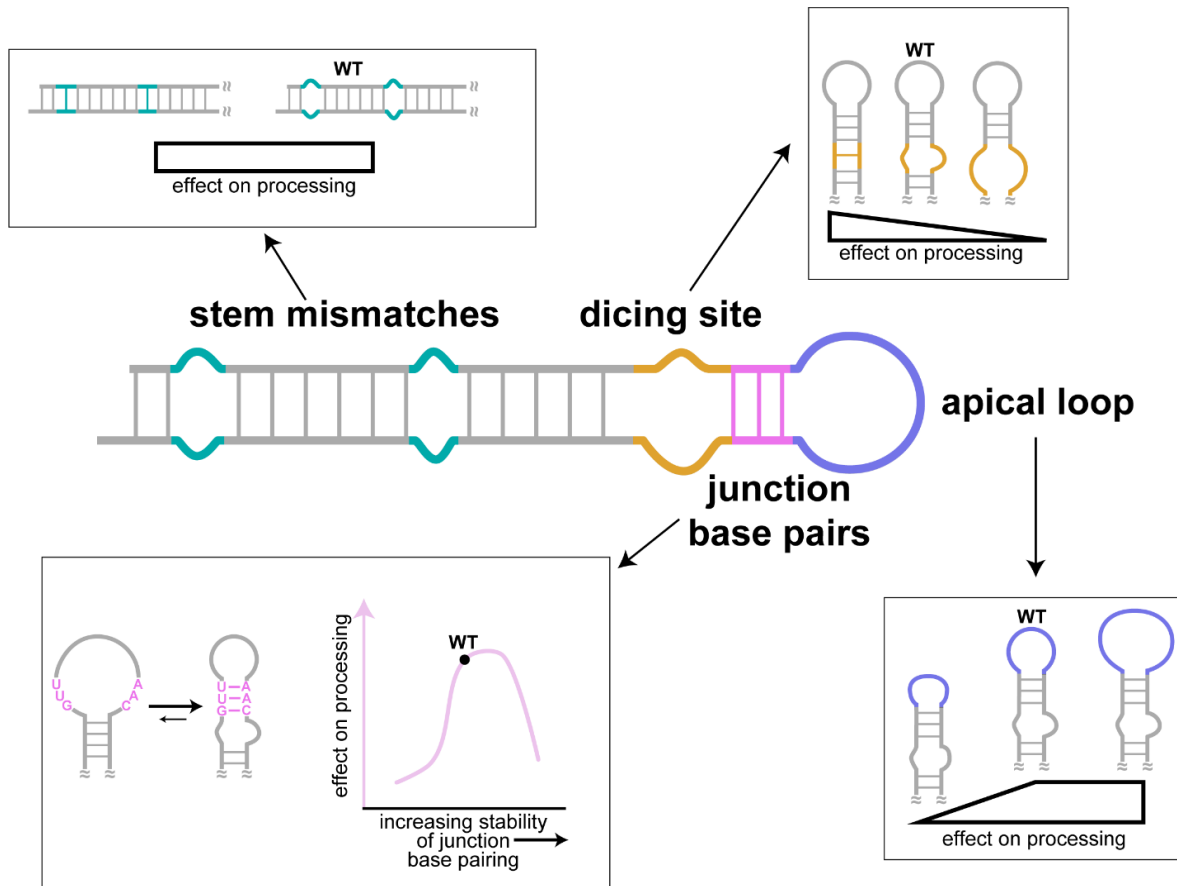 WT
effect on processing
WT
effect on processing
stem mismatches
dicing site
apical loop
junction
base pairs
U
U
G
A
A
C
U
U
G
A
A
C
effect on processing
WT
increasing stability
of junction
base pairing
WT
effect on processing